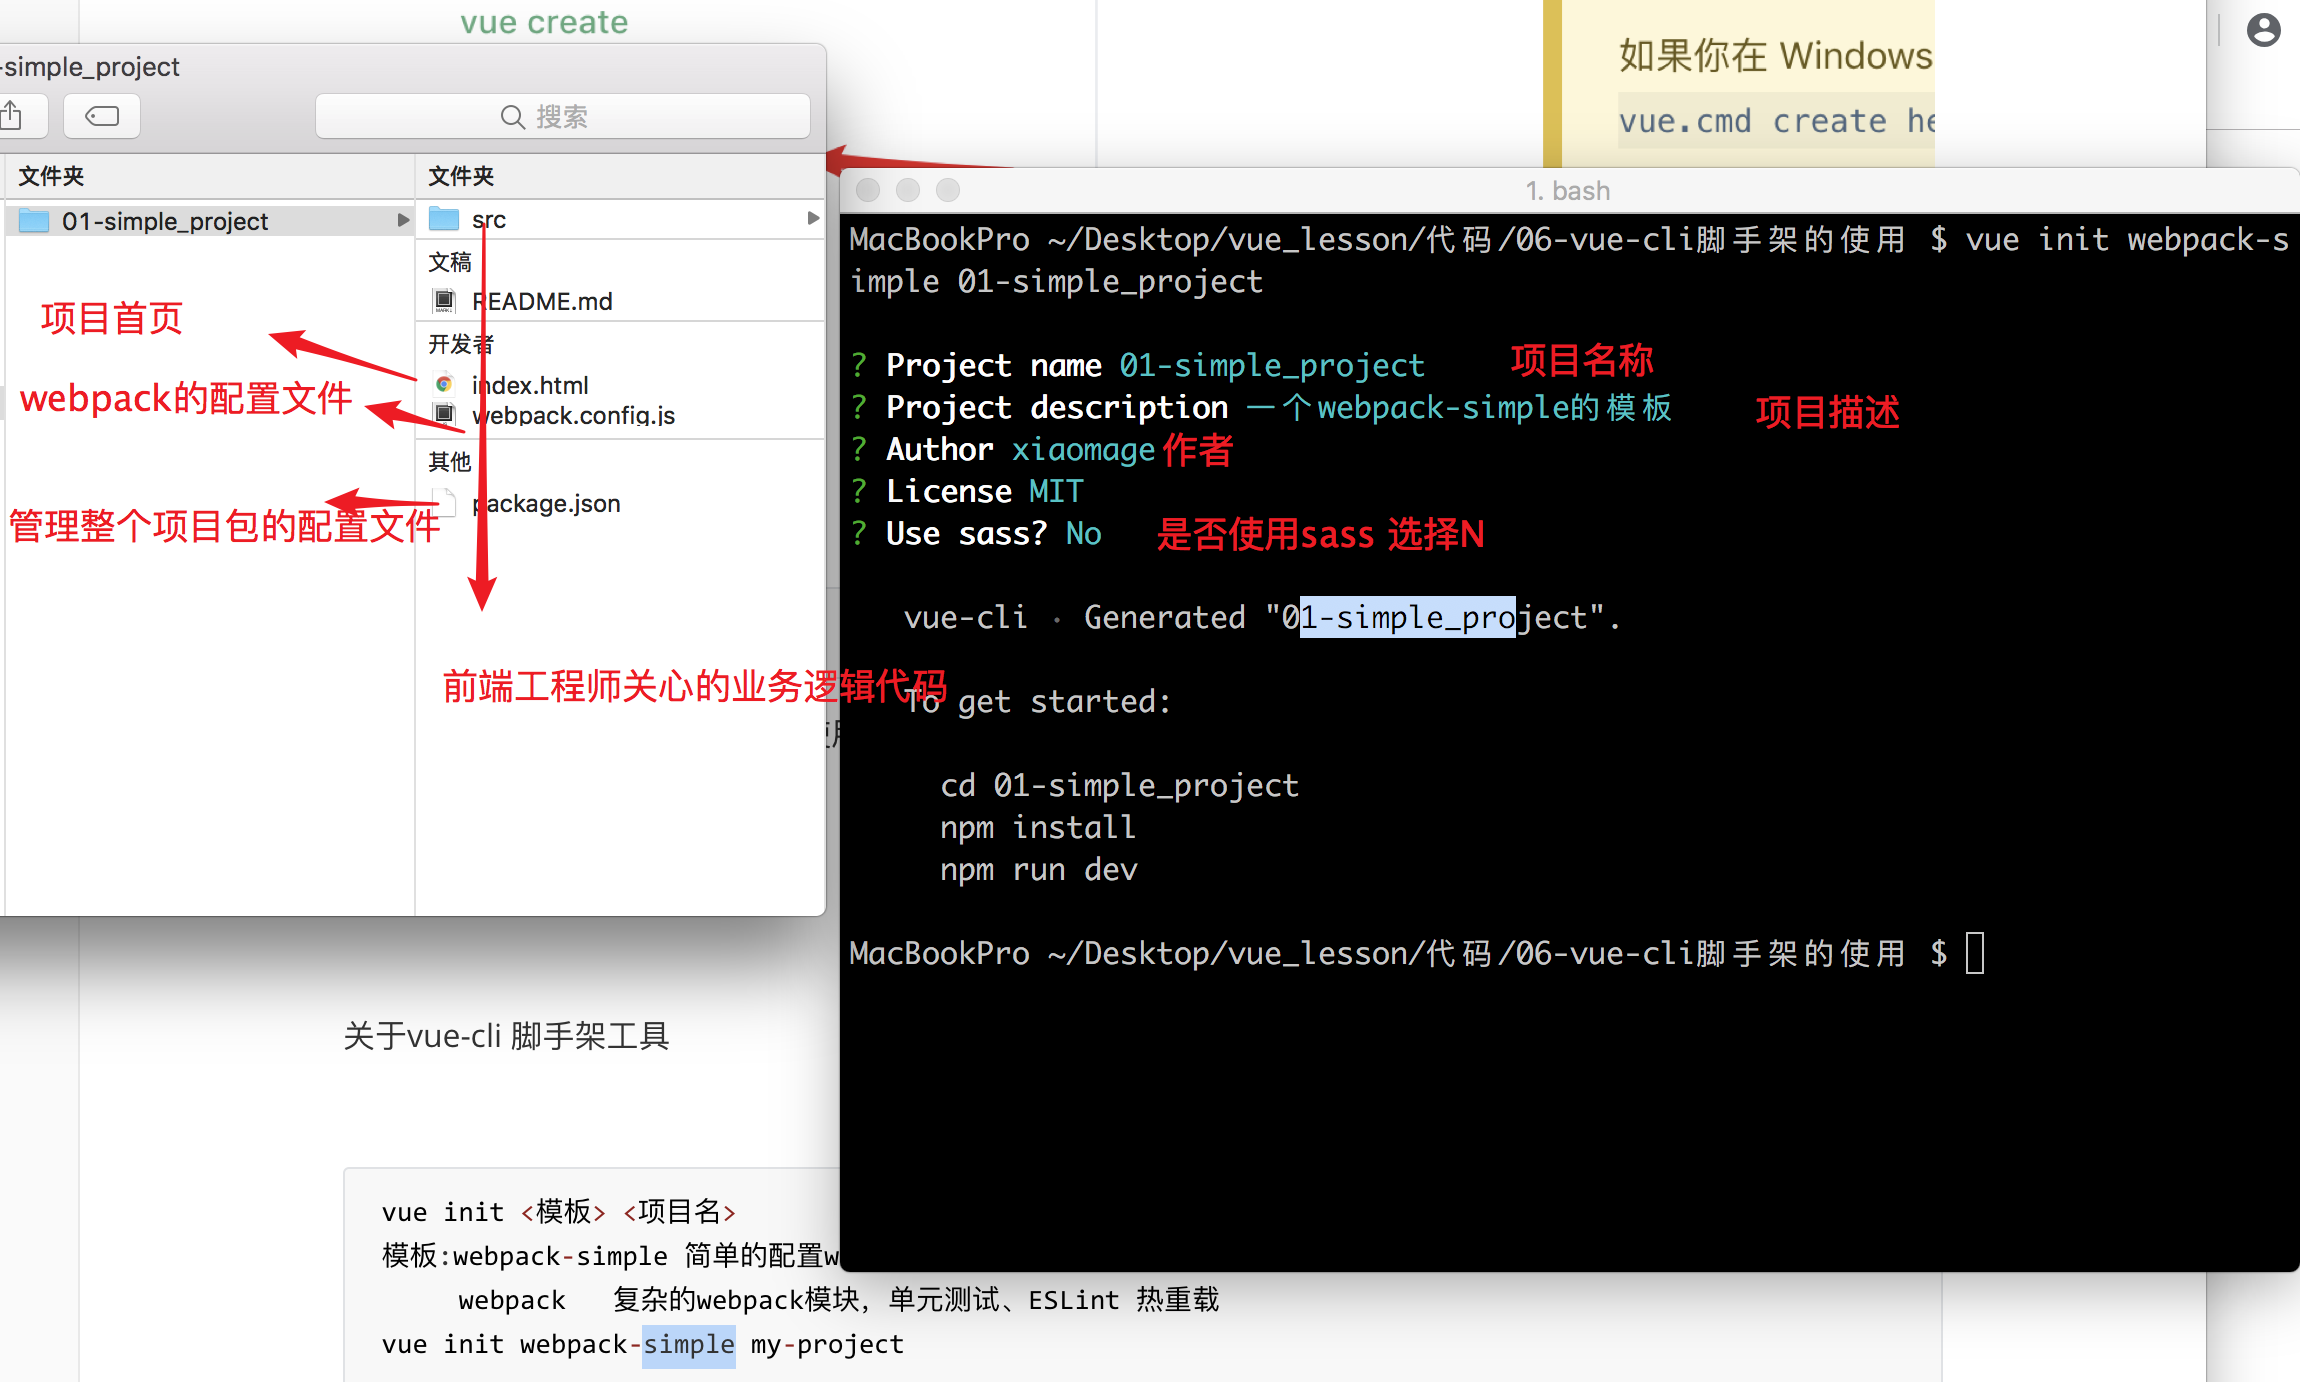 vue create
如果你在 Windows
vue.cmd create
-simple_project
搜索
文件夹
01-simple_project
文件夹
src
文稿
README.md
开发者
index.html
webpack.config.js
其他
package.json
项目首页
webpack的配置文件
管理整个项目包的配置文件
前端工程师关心的业务逻辑代码
1. bash
MacBookPro ~/Desktop/vue_lesson/代码/06-vue-cli脚手架的使用 $ vue init webpack-s
imple 01-simple_project
? Project name 01-simple_project 项目名称
? Project description 一个webpack-simple的模板 项目描述
? Author xiaomage 作者
? License MIT
? Use sass? No 是否使用sass 选择N
vue-cli · Generated "01-simple_project".
To get started:
cd 01-simple_project
npm install
npm run dev
MacBookPro ~/Desktop/vue_lesson/代码/06-vue-cli脚手架的使用 $
关于vue-cli 脚手架工具
vue init <模板> <项目名>
模板:webpack-simple 简单的配置w
webpack 复杂的webpack模块，单元测试、ESLint 热重载
vue init webpack-simple my-project